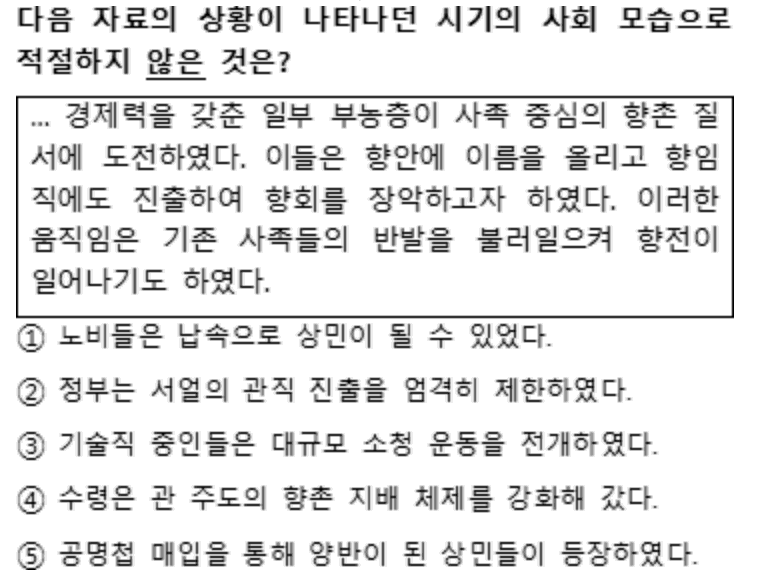 다음 자료의 상황이 나타나던 시기의 사회 모습으로
적절하지 않은 것은?
... 경제력을 갖춘 일부 부농층이 사족 중심의 향촌 질
서에 도전하였다. 이들은 향안에 이름을 올리고 향임
직에도 진출하여 향회를 장악하고자 하였다. 이러한
움직임은 기존 사족들의 반발을 불러일으켜 향전이
일어나기도 하였다.
① 노비들은 납속으로 상민이 될 수 있었다.
② 정부는 서얼의 관직 진출을 엄격히 제한하였다.
③ 기술직 중인들은 대규모 소청 운동을 전개하였다.
④ 수령은 관 주도의 향촌 지배 체제를 강화해 갔다.
⑤ 공명첩 매입을 통해 양반이 된 상민들이 등장하였다.